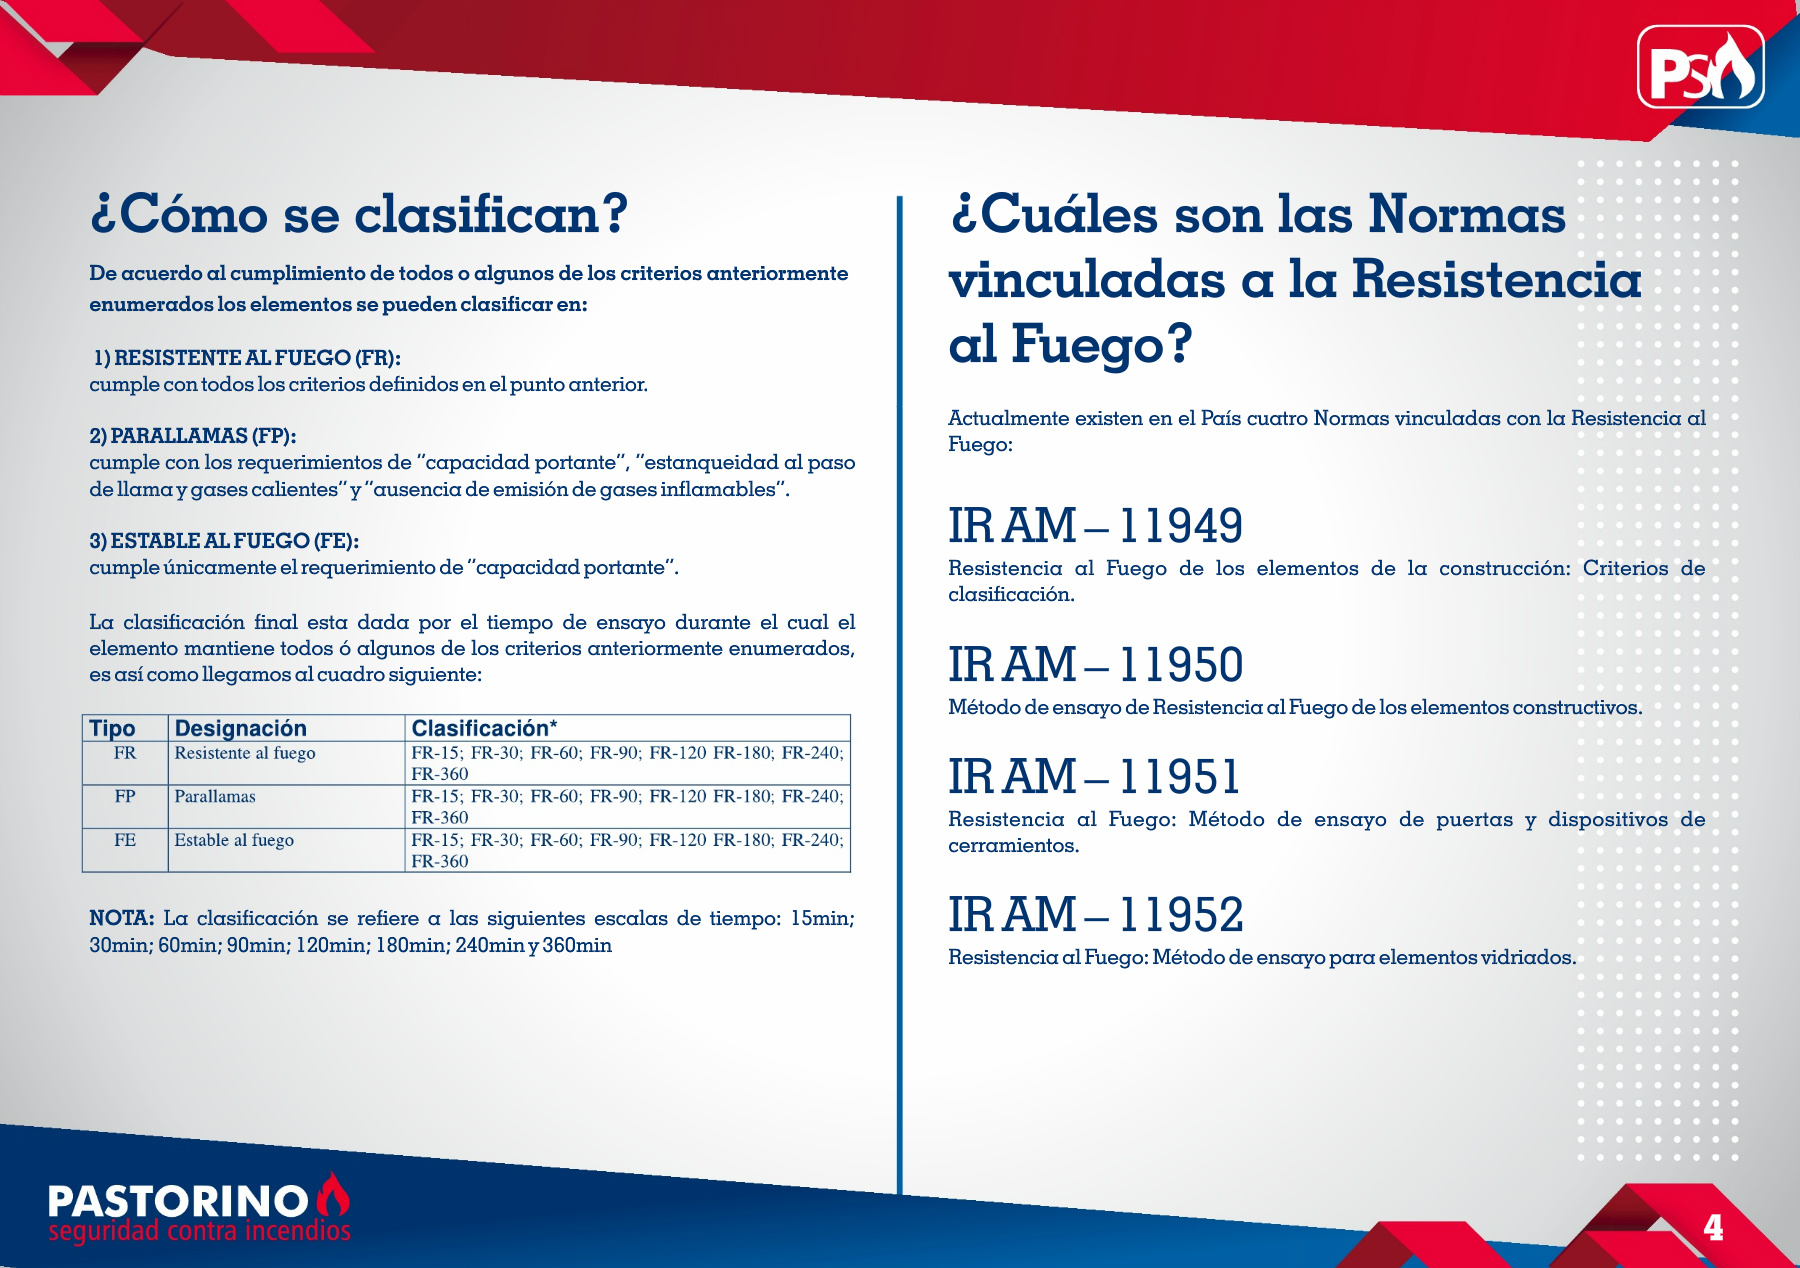 PS
¿Cómo se clasifican?
De acuerdo al cumplimiento de todos o algunos de los criterios anteriormente
enumerados los elementos se pueden clasificar en:
1) RESISTENTE AL FUEGO (FR):
cumple con todos los criterios definidos en el punto anterior.
2) PARALLAMAS (FP):
cumple con los requerimientos de "capacidad portante", "estanqueidad al paso
de llama y gases calientes" y "ausencia de emisión de gases inflamables".
3) ESTABLE AL FUEGO (FE):
cumple únicamente el requerimiento de "capacidad portante".
La clasificación final esta dada por el tiempo de ensayo durante el cual el
elemento mantiene todos ó algunos de los criterios anteriormente enumerados,
es así como llegamos al cuadro siguiente:
Tipo Designación Clasificación*
FR Resistente al fuego FR-15; FR-30; FR-60; FR-90; FR-120 FR-180; FR-240;
FR-360
FP Parallamas FR-15; FR-30; FR-60; FR-90; FR-120 FR-180; FR-240;
FR-360
FE Estable al fuego FR-15; FR-30; FR-60; FR-90; FR-120 FR-180; FR-240;
FR-360
NOTA: La clasificación se refiere a las siguientes escalas de tiempo: 15min;
30min; 60min; 90min; 120min; 180min; 240min y 360min
¿Cuáles son las Normas
vinculadas a la Resistencia
al Fuego?
Actualmente existen en el País cuatro Normas vinculadas con la Resistencia al
Fuego:
IRAM – 11949
Resistencia al Fuego de los elementos de la construcción: Criterios de
clasificación.
IRAM – 11950
Método de ensayo de Resistencia al Fuego de los elementos constructivos.
IRAM – 11951
Resistencia al Fuego: Método de ensayo de puertas y dispositivos de
cerramientos.
IRAM – 11952
Resistencia al Fuego: Método de ensayo para elementos vidriados.
PASTORINO
seguridad contra incendios
4